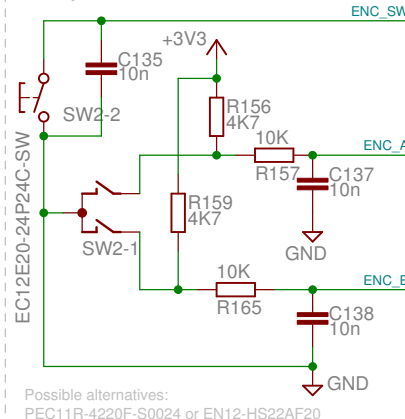 ENC_SW
+3V3
C135
10n
R156
4K7
SW2-2
10K
ENC_A
R157
C137
10n
EC12E20-24P24C-SW
R159
4K7
SW2-1
GND
10K
ENC_B
R165
C138
10n
GND
Possible alternatives:
PEC11R-4220F-S0024 or EN12-HS22AF20